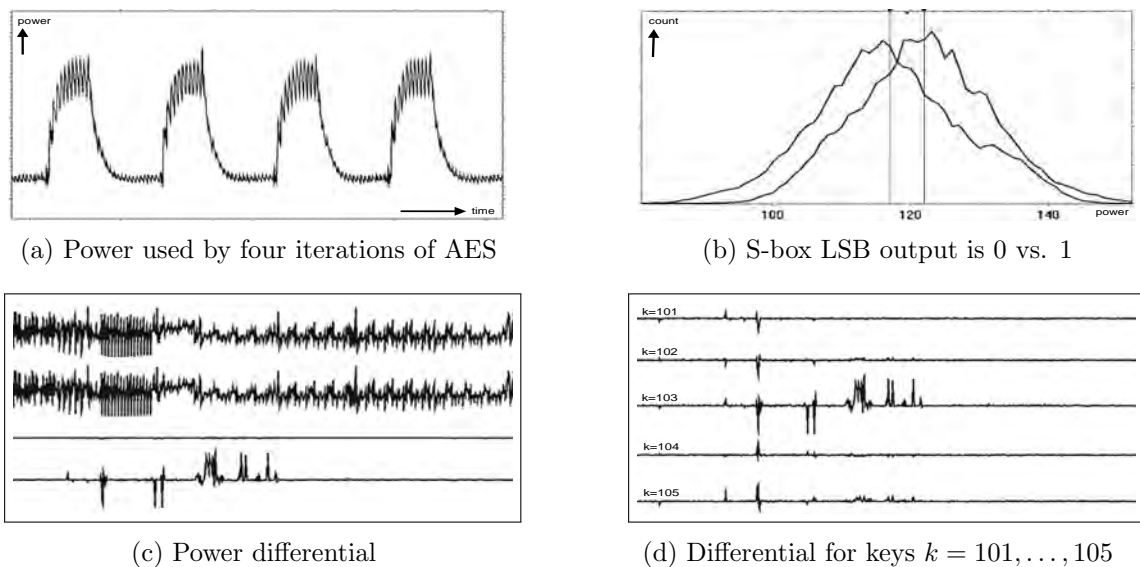 power
time
(a) Power used by four iterations of AES
count
100 120 140
power
(b) S-box LSB output is 0 vs. 1
(c) Power differential
k=101
k=102
k=103
k=104
k=105
(d) Differential for keys k = 101, . . . , 105